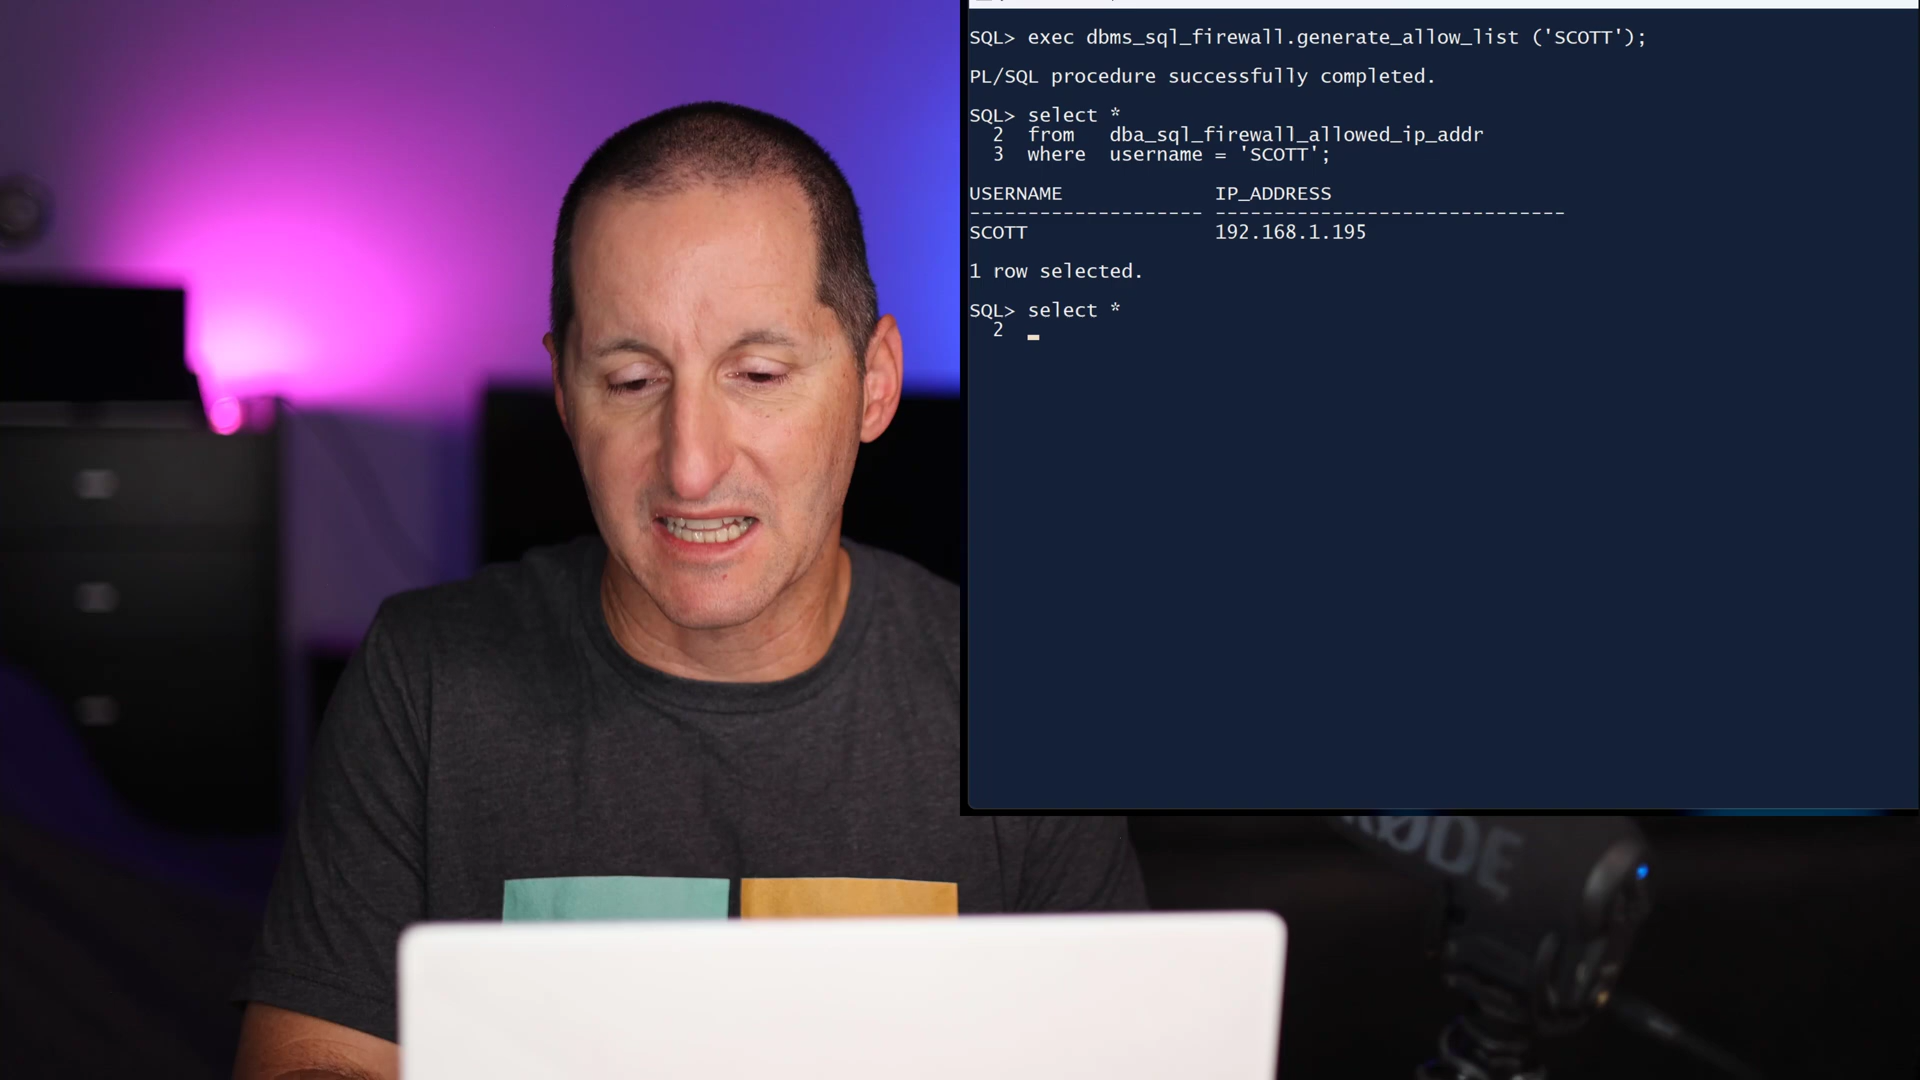 SQL> exec dbms_sql_firewall.generate_allow_list ('SCOTT');
PL/SQL procedure successfully completed.
SQL> select *
  2  from   dba_sql_firewall_allowed_ip_addr
  3  where  username = 'SCOTT';
USERNAME             IP_ADDRESS
-------------------- ------------------------------
SCOTT                192.168.1.195
1 row selected.
SQL> select *
  2
RØDE